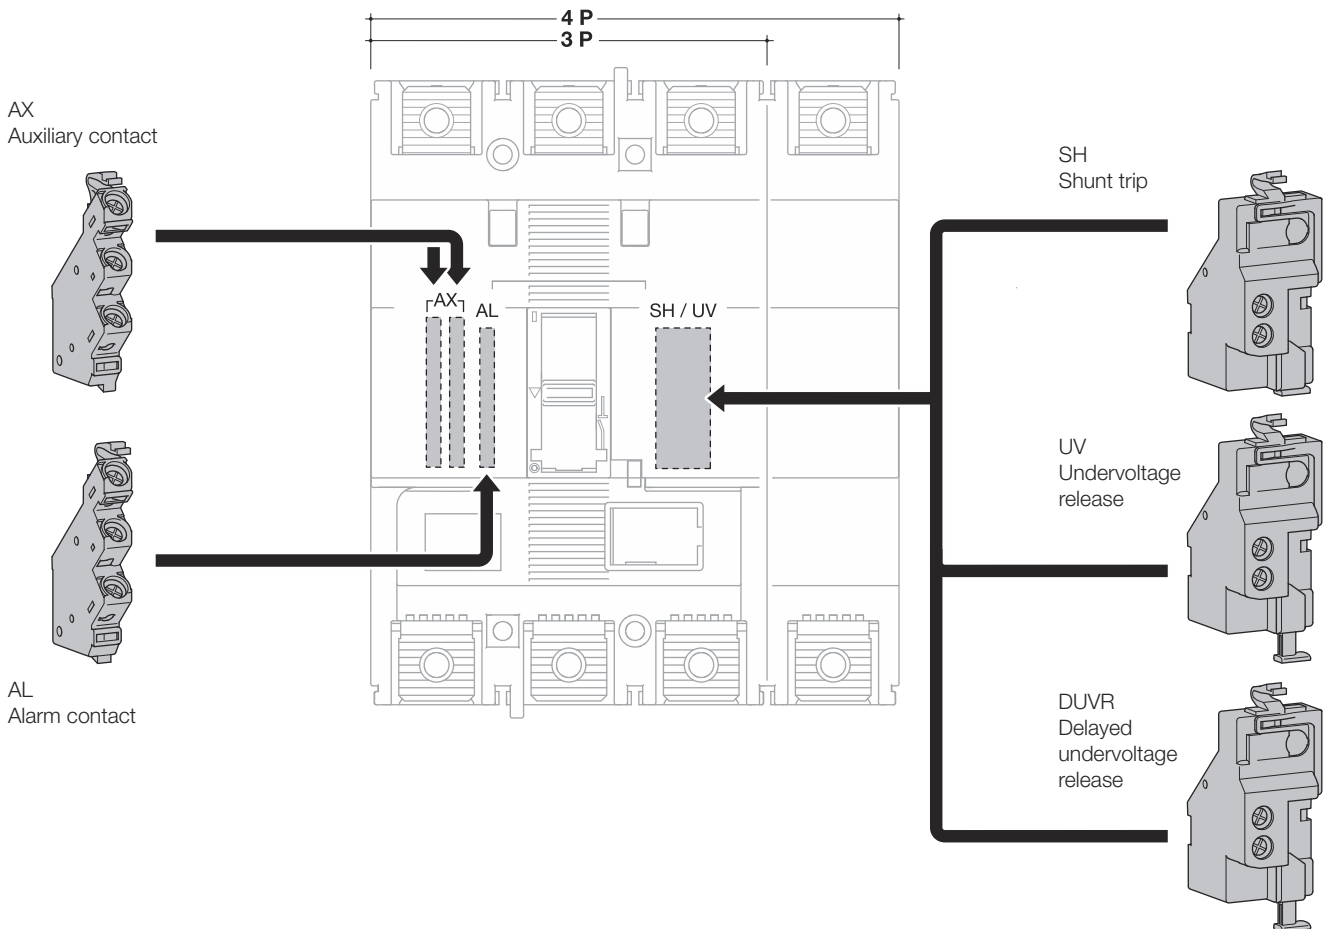 4 P
3 P
AX
Auxiliary contact
SH
Shunt trip
AX
AL
SH / UV
UV
Undervoltage
release
AL
Alarm contact
DUVR
Delayed
undervoltage
release